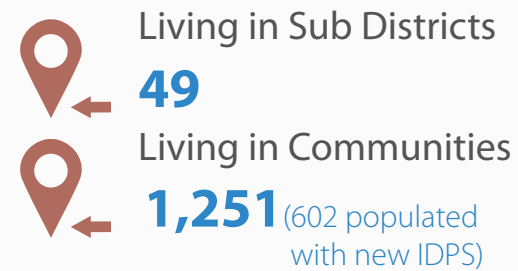 Living in Sub Districts
49
Living in Communities
1,251 (602 populated
with new IDPS)